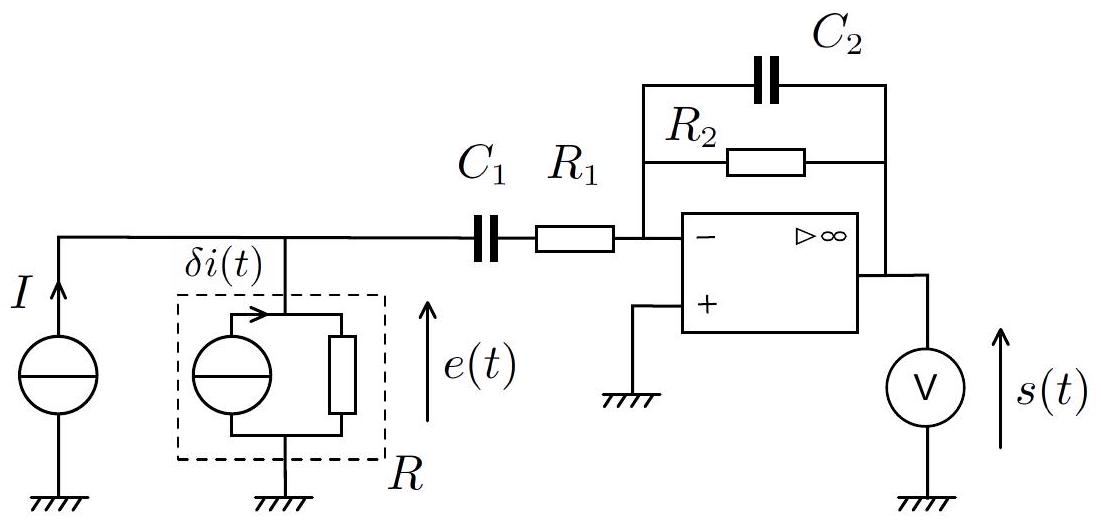 C₂
R₂
C₁ R₁
δi(t)
I
− ▷∞
+
e(t)
V
s(t)
R